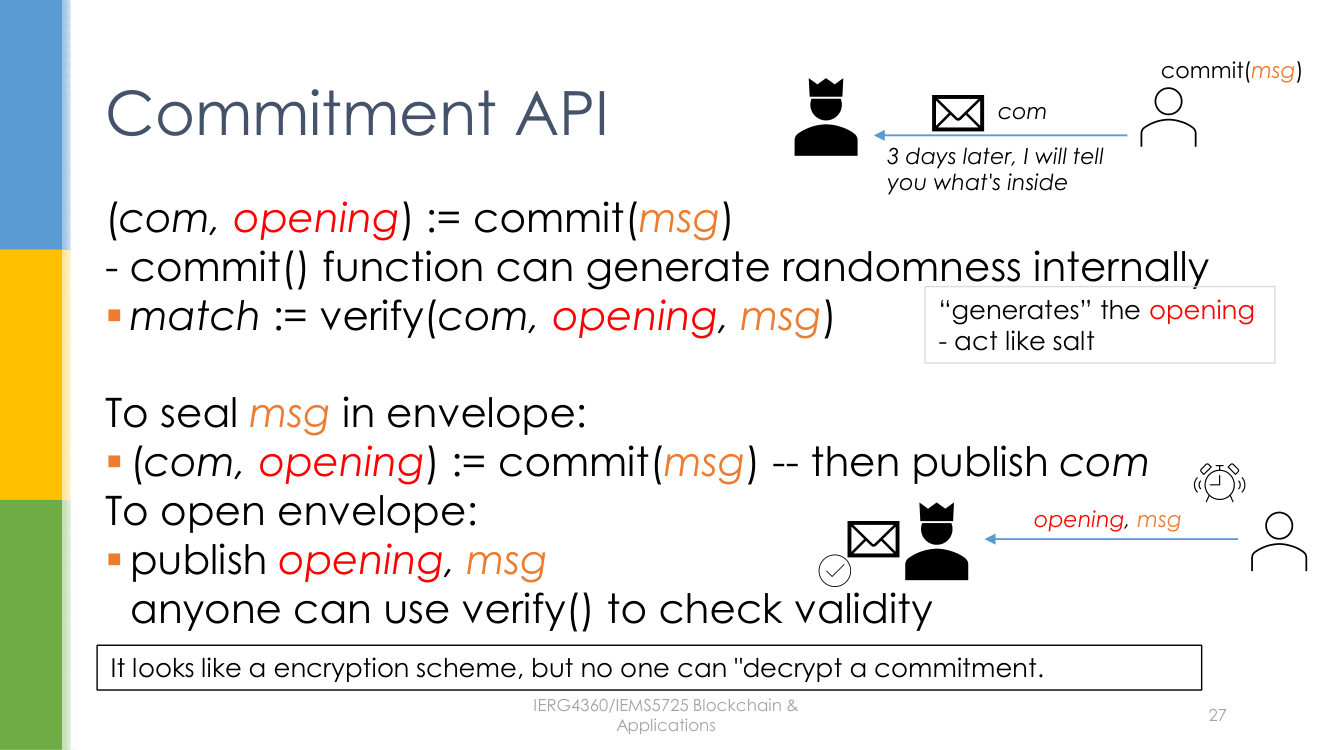 commit(msg)
Commitment API
com
3 days later, I will tell
you what's inside
(com, opening) := commit(msg)
- commit() function can generate randomness internally
▪ match := verify(com, opening, msg)
“generates” the opening
- act like salt
To seal msg in envelope:
▪ (com, opening) := commit(msg) -- then publish com
To open envelope:
▪ publish opening, msg
opening, msg
anyone can use verify() to check validity
It looks like a encryption scheme, but no one can "decrypt a commitment.
IERG4360/IEMS5725 Blockchain &
Applications
27